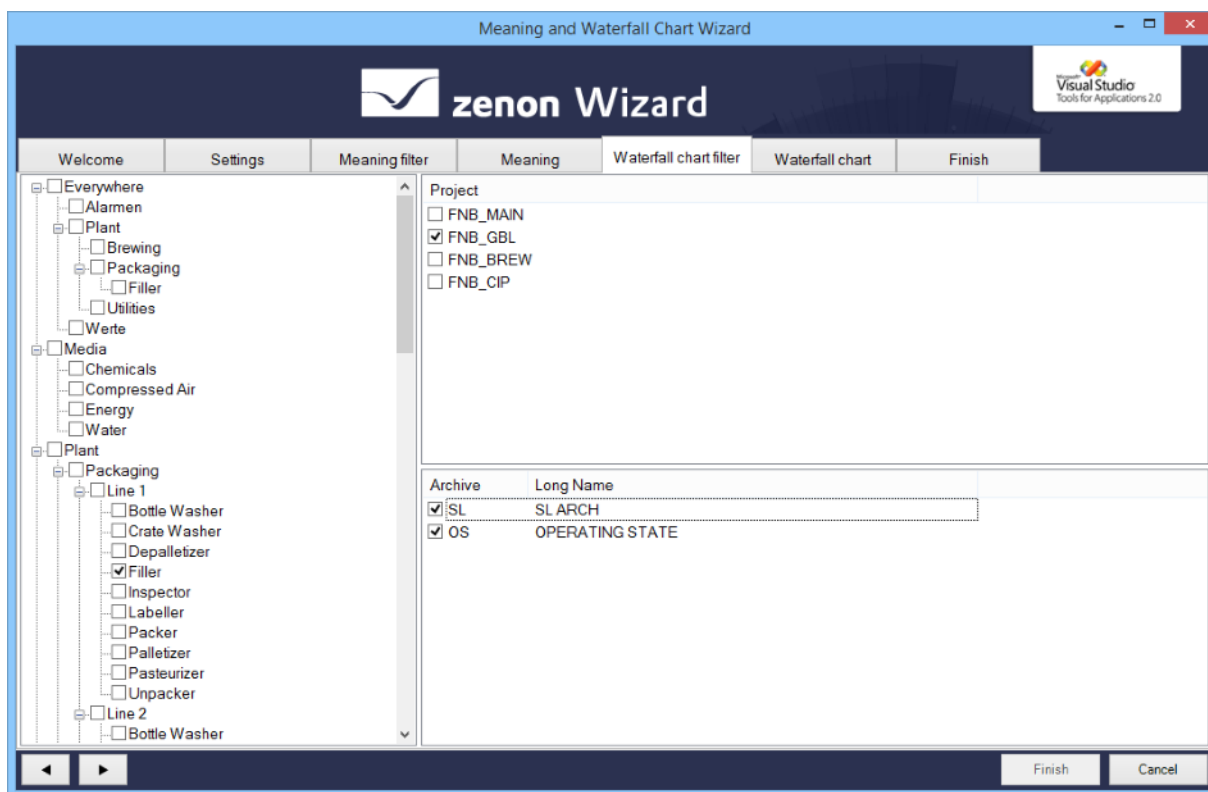 Meaning and Waterfall Chart Wizard
zenon Wizard
Microsoft
Visual Studio
Tools for Applications 2.0
Welcome Settings Meaning filter Meaning Waterfall chart filter Waterfall chart Finish
Everywhere
Alarmen
Plant
Brewing
Packaging
Filler
Utilities
Werte
Media
Chemicals
Compressed Air
Energy
Water
Plant
Packaging
Line 1
Bottle Washer
Crate Washer
Depalletizer
Filler
Inspector
Labeller
Packer
Palletizer
Pasteurizer
Unpacker
Line 2
Bottle Washer
Project
FNB_MAIN
FNB_GBL
FNB_BREW
FNB_CIP
Archive Long Name
SL SL ARCH
OS OPERATING STATE
Finish Cancel